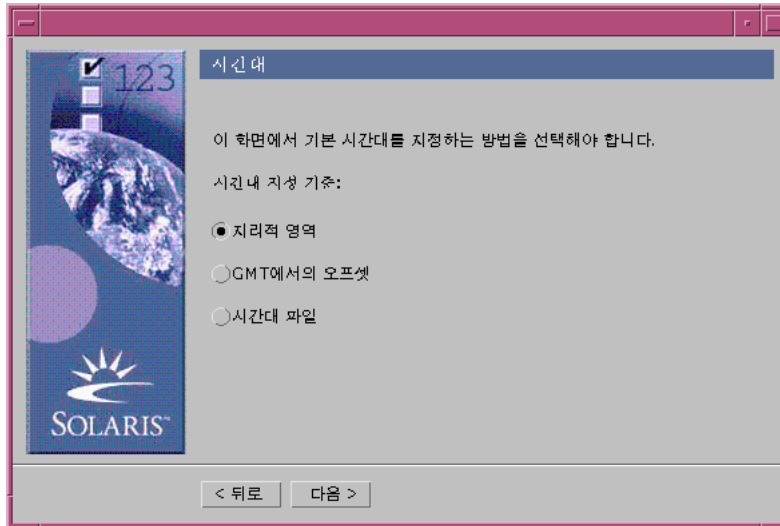 123
시간대
이 화면에서 기본 시간대를 지정하는 방법을 선택해야 합니다.
시간대 지정 기준:
지리적 영역
GMT에서의 오프셋
시간대 파일
SOLARIS™
< 뒤로
다음 >